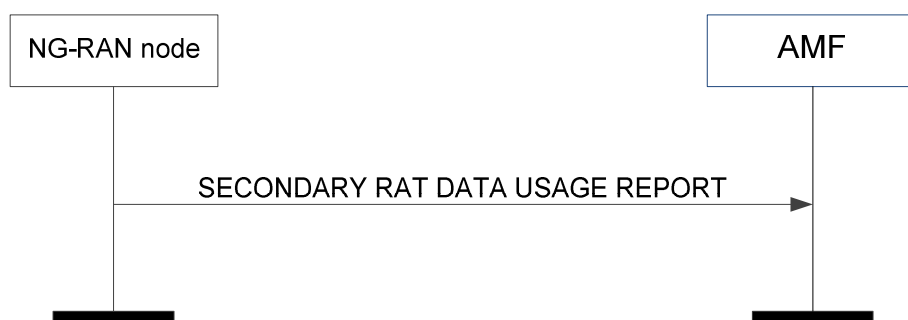 NG-RAN node
AMF
SECONDARY RAT DATA USAGE REPORT